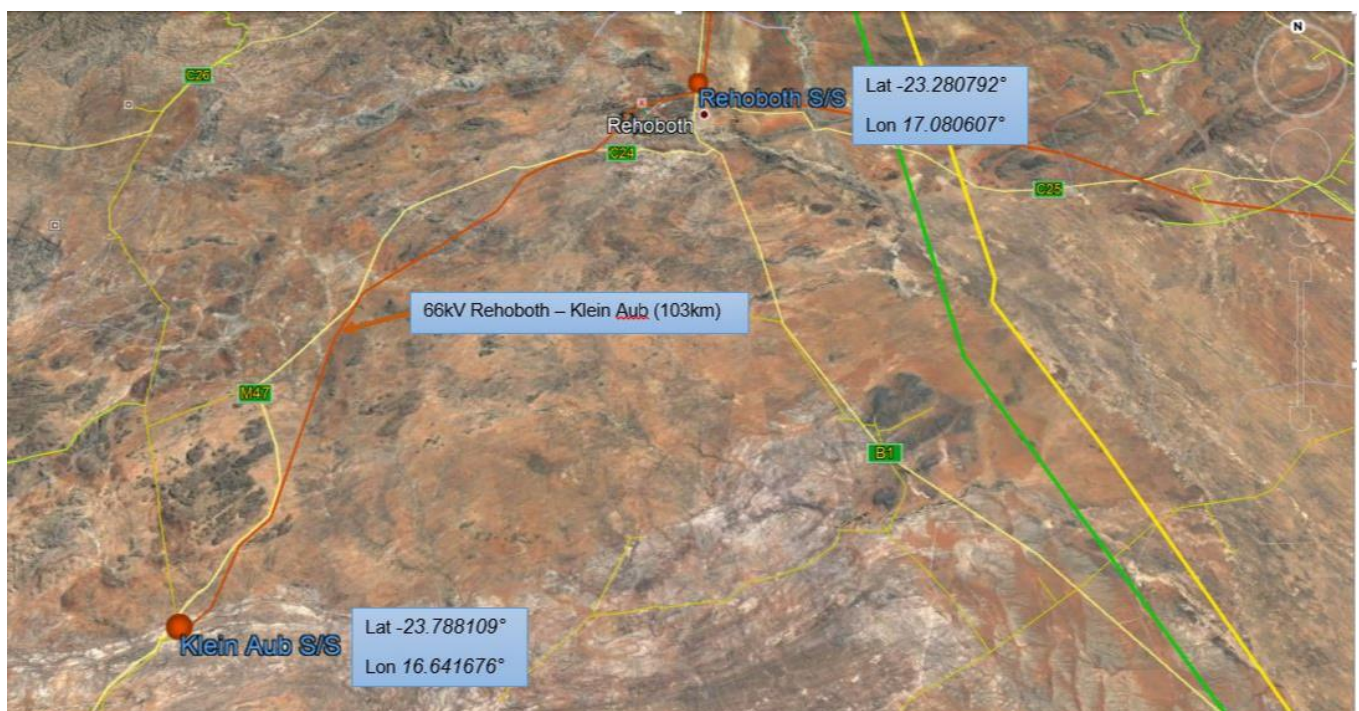 N
C26
Rehoboth S/S
Lat -23.280792°
Lon 17.080607°
Rehoboth
C24
C25
66kV Rehoboth – Klein Aub (103km)
M47
B1
Klein Aub S/S
Lat -23.788109°
Lon 16.641676°